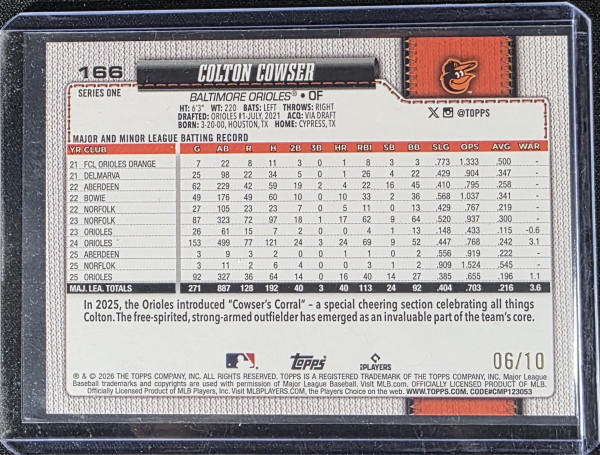 166
COLTON COWSER
SERIES ONE
BALTIMORE ORIOLES® • OF
HT: 6'3" WT: 220 BATS: LEFT THROWS: RIGHT
DRAFTED: ORIOLES #1-JULY, 2021 ACQ: VIA DRAFT
BORN: 3-20-00, HOUSTON, TX HOME: CYPRESS, TX
@TOPPS
MAJOR AND MINOR LEAGUE BATTING RECORD
YR CLUB G AB R H 2B 3B HR RBI SB BB SLG OPS AVG WAR
21 FCL ORIOLES ORANGE 7 22 8 11 3 0 1 8 3 3 .773 1.333 .500 -
21 DELMARVA 25 98 22 34 5 0 1 26 4 22 .429 .904 .347 -
22 ABERDEEN 62 229 42 59 19 2 4 22 16 45 .410 .795 .258 -
22 BOWIE 49 176 49 60 10 0 10 33 2 36 .568 1.037 .341 -
22 NORFOLK 27 105 23 23 7 0 5 11 0 13 .429 .767 .219 -
23 NORFOLK 87 323 72 97 18 1 17 62 9 64 .520 .937 .300 -
23 ORIOLES 26 61 15 7 2 0 0 4 1 13 .148 .433 .115 -0.6
24 ORIOLES 153 499 77 121 24 3 24 69 9 52 .447 .768 .242 3.1
25 ABERDEEN 3 9 3 2 0 0 1 1 0 2 .556 .919 .222 -
25 NORFLOK 3 11 2 6 4 0 0 3 1 2 .909 1.524 .545 -
25 ORIOLES 92 327 36 64 14 0 16 40 14 27 .385 .655 .196 1.1
MAJ. LEA. TOTALS 271 887 128 192 40 3 40 113 24 92 .404 .703 .216 3.6
In 2025, the Orioles introduced "Cowser's Corral" – a special cheering section celebrating all things
Colton. The free-spirited, strong-armed outfielder has emerged as an invaluable part of the team's core.
topps
PLAYERS
06/10
® & © 2026 THE TOPPS COMPANY, INC. ALL RIGHTS RESERVED. TOPPS IS A REGISTERED TRADEMARK OF THE TOPPS COMPANY, INC. Major League
Baseball trademarks and copyrights are used with permission of Major League Baseball. Visit MLB.com. OFFICIALLY LICENSED PRODUCT OF MLB.
Officially Licensed Product of MLB Players, Inc. Visit MLBPLAYERS.com, the Players Choice on the web. WWW.TOPPS.COM. CODE#CMP123053